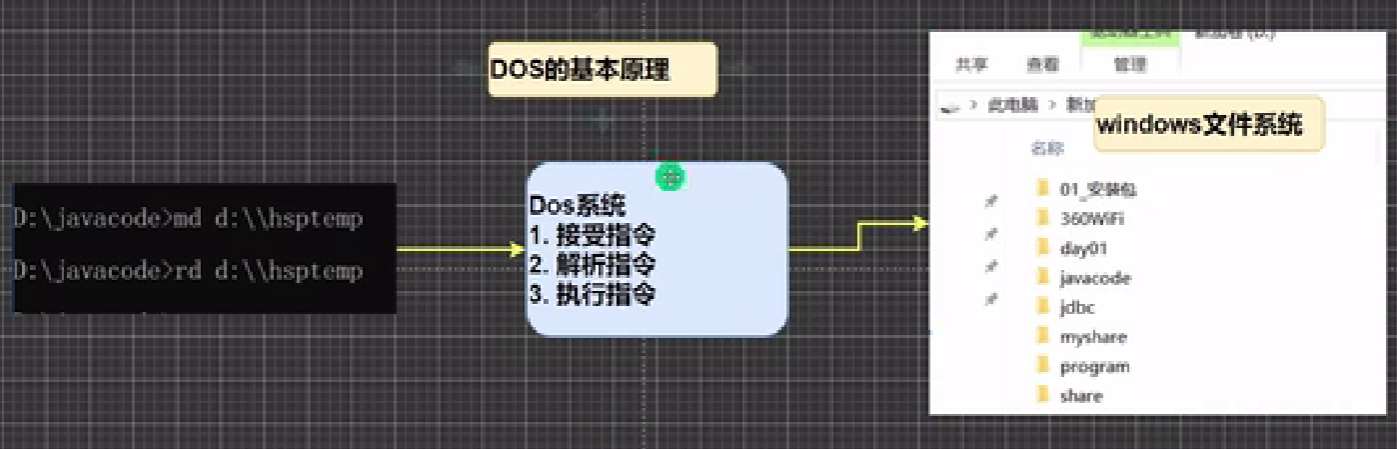 DOS的基本原理
D:\javacode>md d:\\hsptemp
D:\javacode>rd d:\\hsptemp
Dos系统
1. 接受指令
2. 解析指令
3. 执行指令
共享 查看 管理
此电脑 > 新加
windows文件系统
名称
01_安装包
360WiFi
day01
javacode
jdbc
myshare
program
share